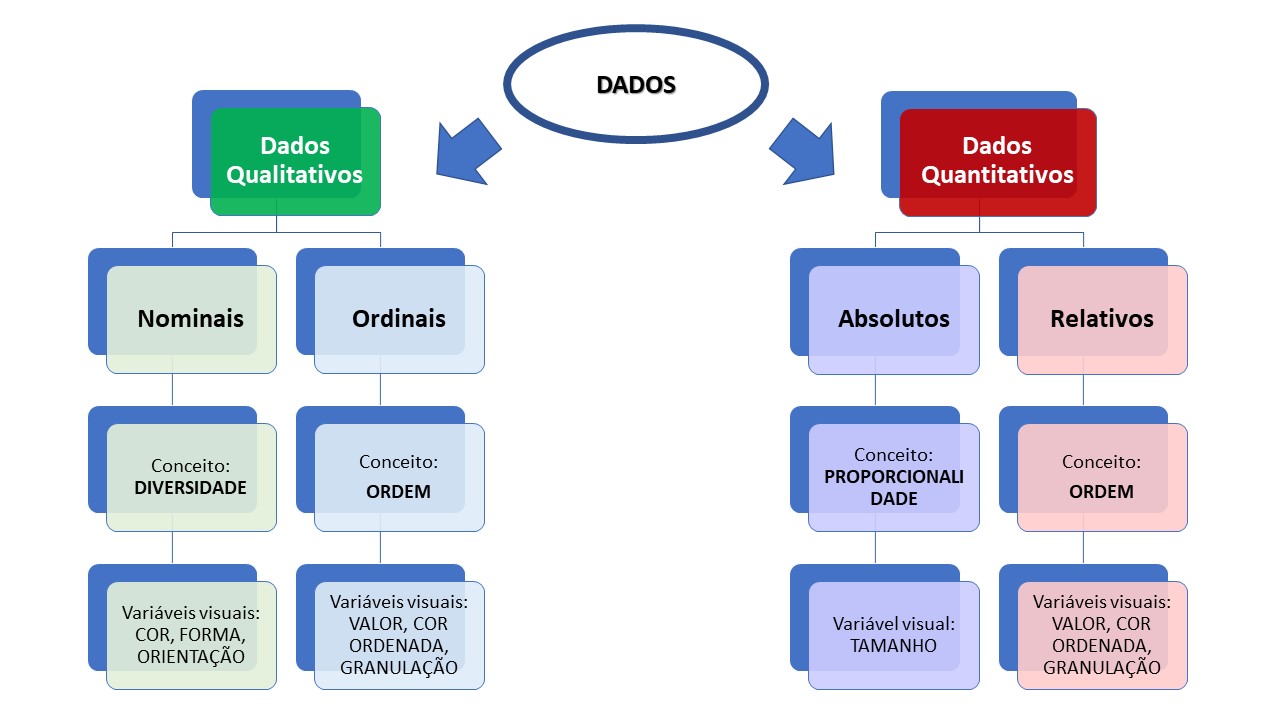 DADOS
Dados
Qualitativos
Dados
Quantitativos
Nominais
Ordinais
Absolutos
Relativos
Conceito:
DIVERSIDADE
Conceito:
ORDEM
Conceito:
PROPORCIONALI
DADE
Conceito:
ORDEM
Variáveis visuais:
COR, FORMA,
ORIENTAÇÃO
Variáveis visuais:
VALOR, COR
ORDENADA,
GRANULAÇÃO
Variável visual:
TAMANHO
Variáveis visuais:
VALOR, COR
ORDENADA,
GRANULAÇÃO